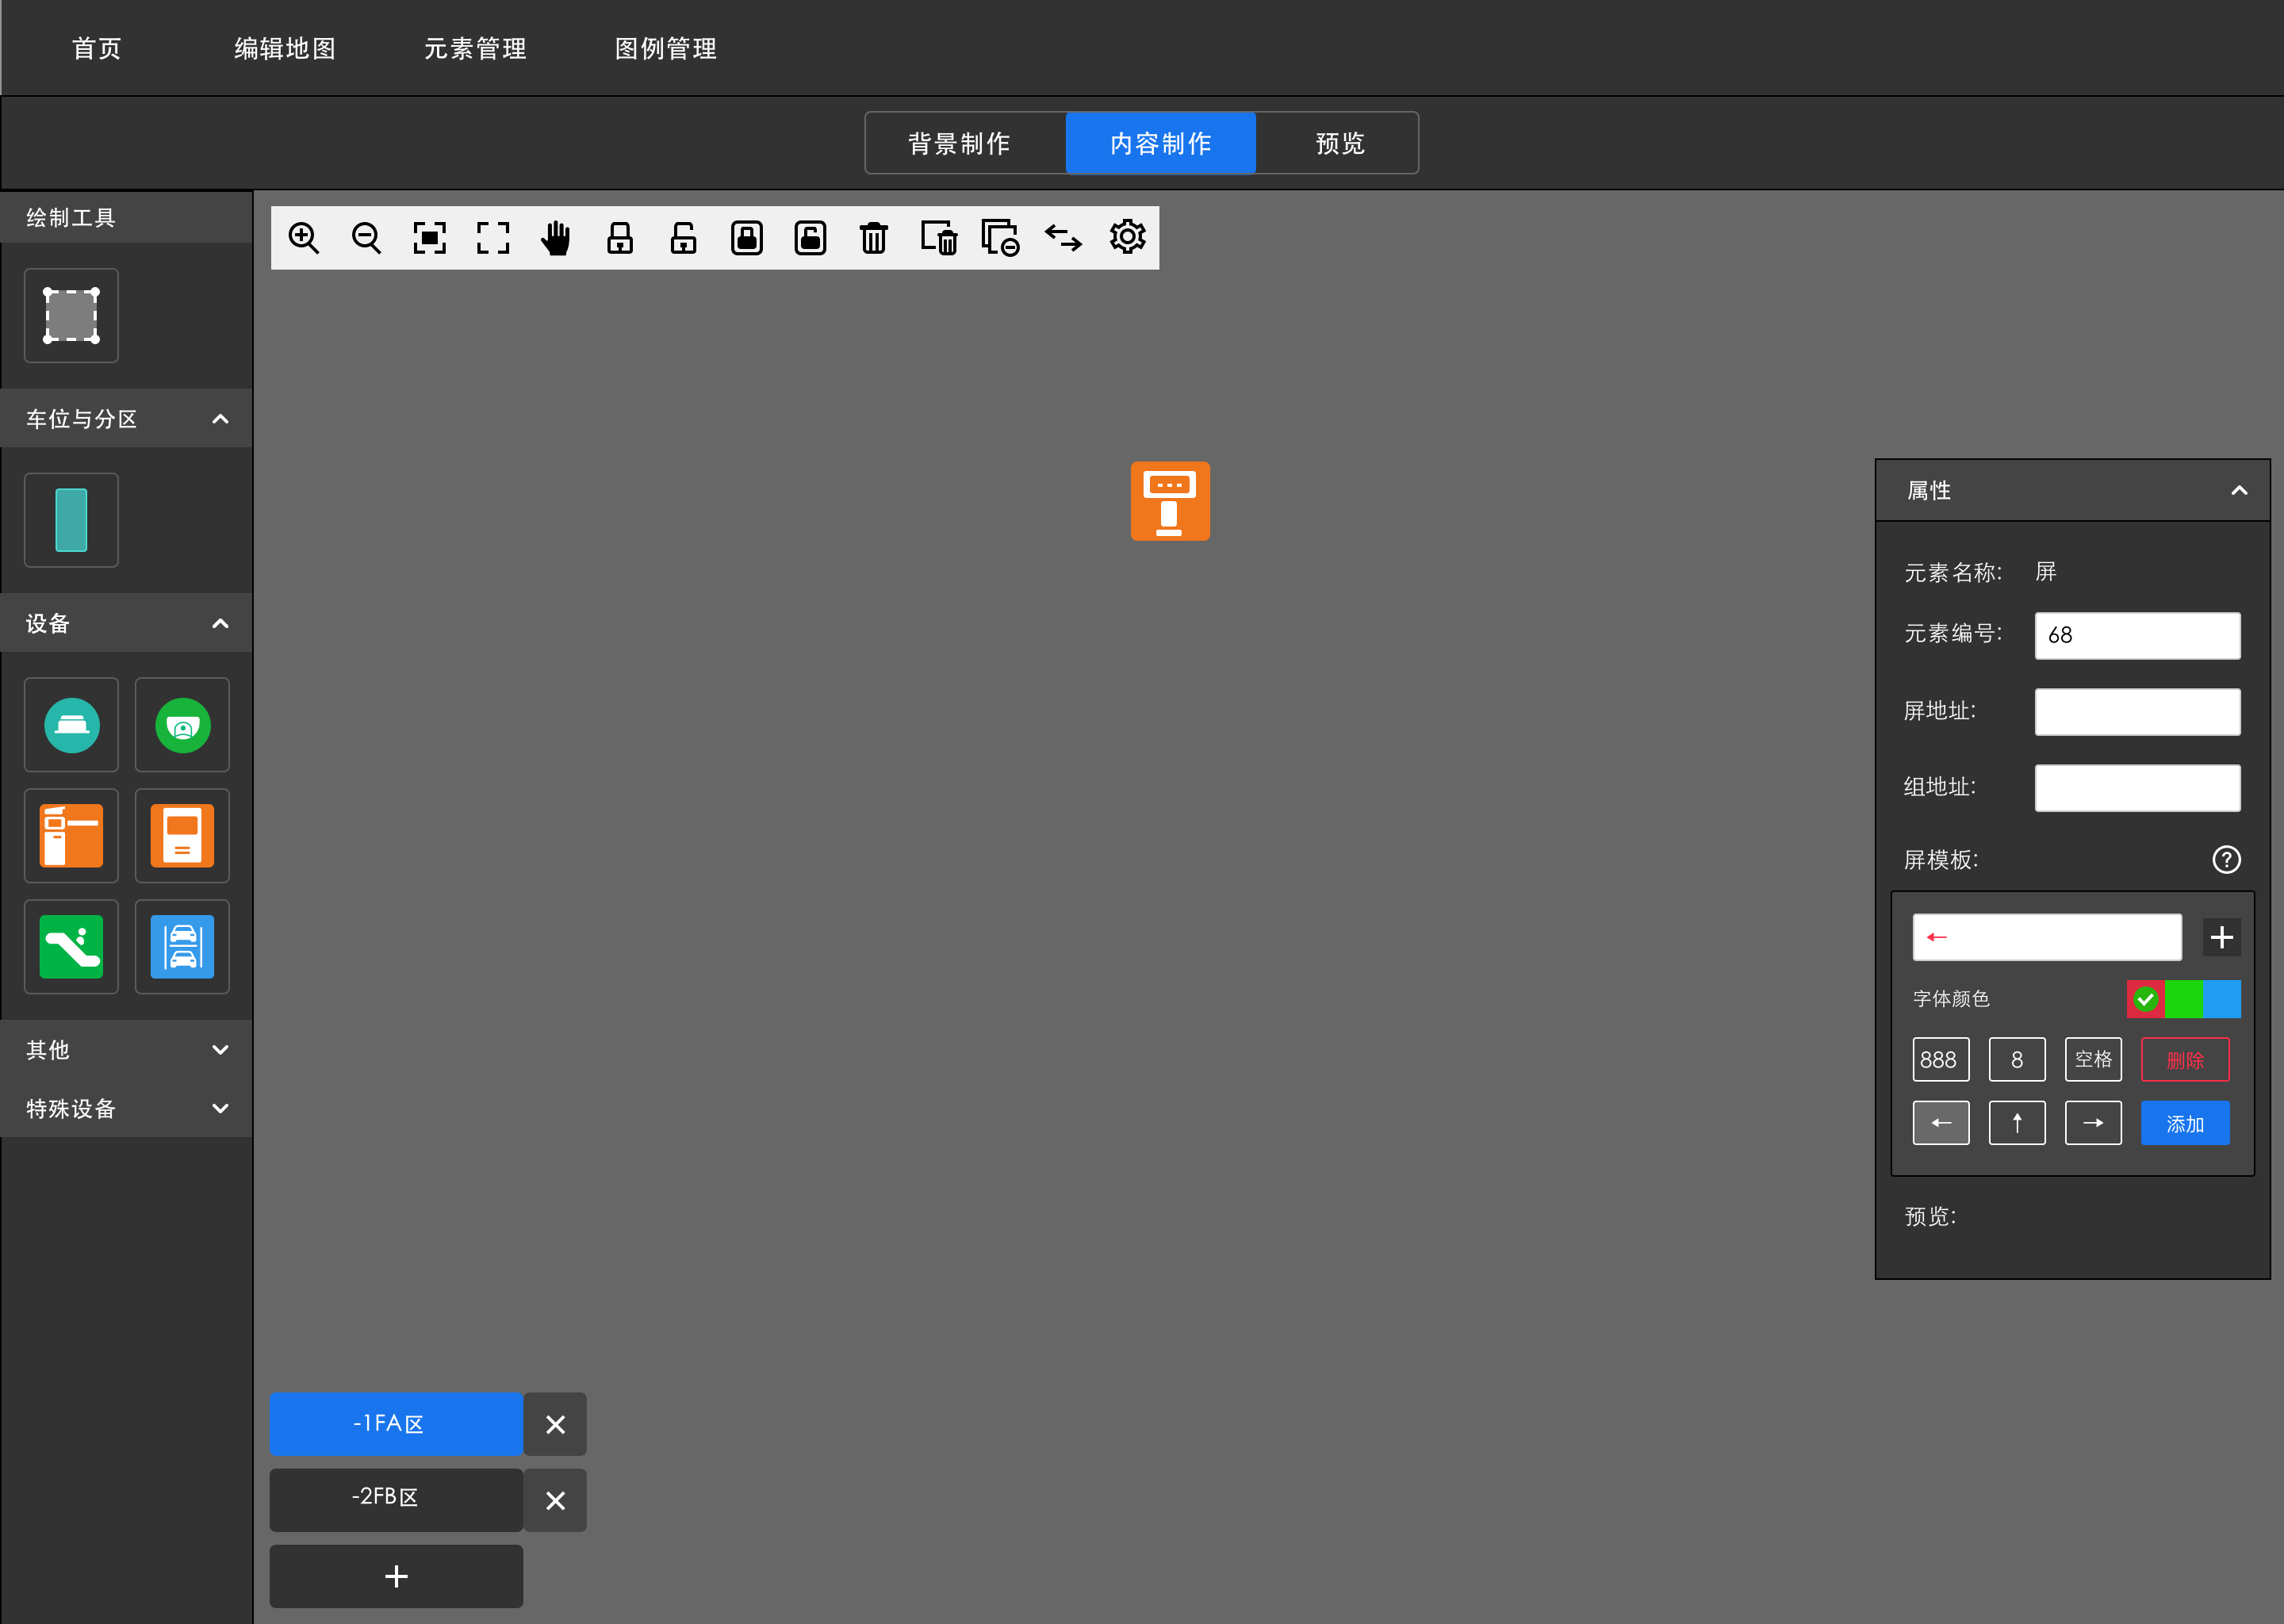 首页 编辑地图 元素管理 图例管理
背景制作 内容制作 预览
绘制工具
车位与分区
设备
其他
特殊设备
-1FA区
-2FB区
属性
元素名称: 屏
元素编号: 68
屏地址:
组地址:
屏模板:
←
字体颜色
888 8 空格 删除
← ↑ → 添加
预览: